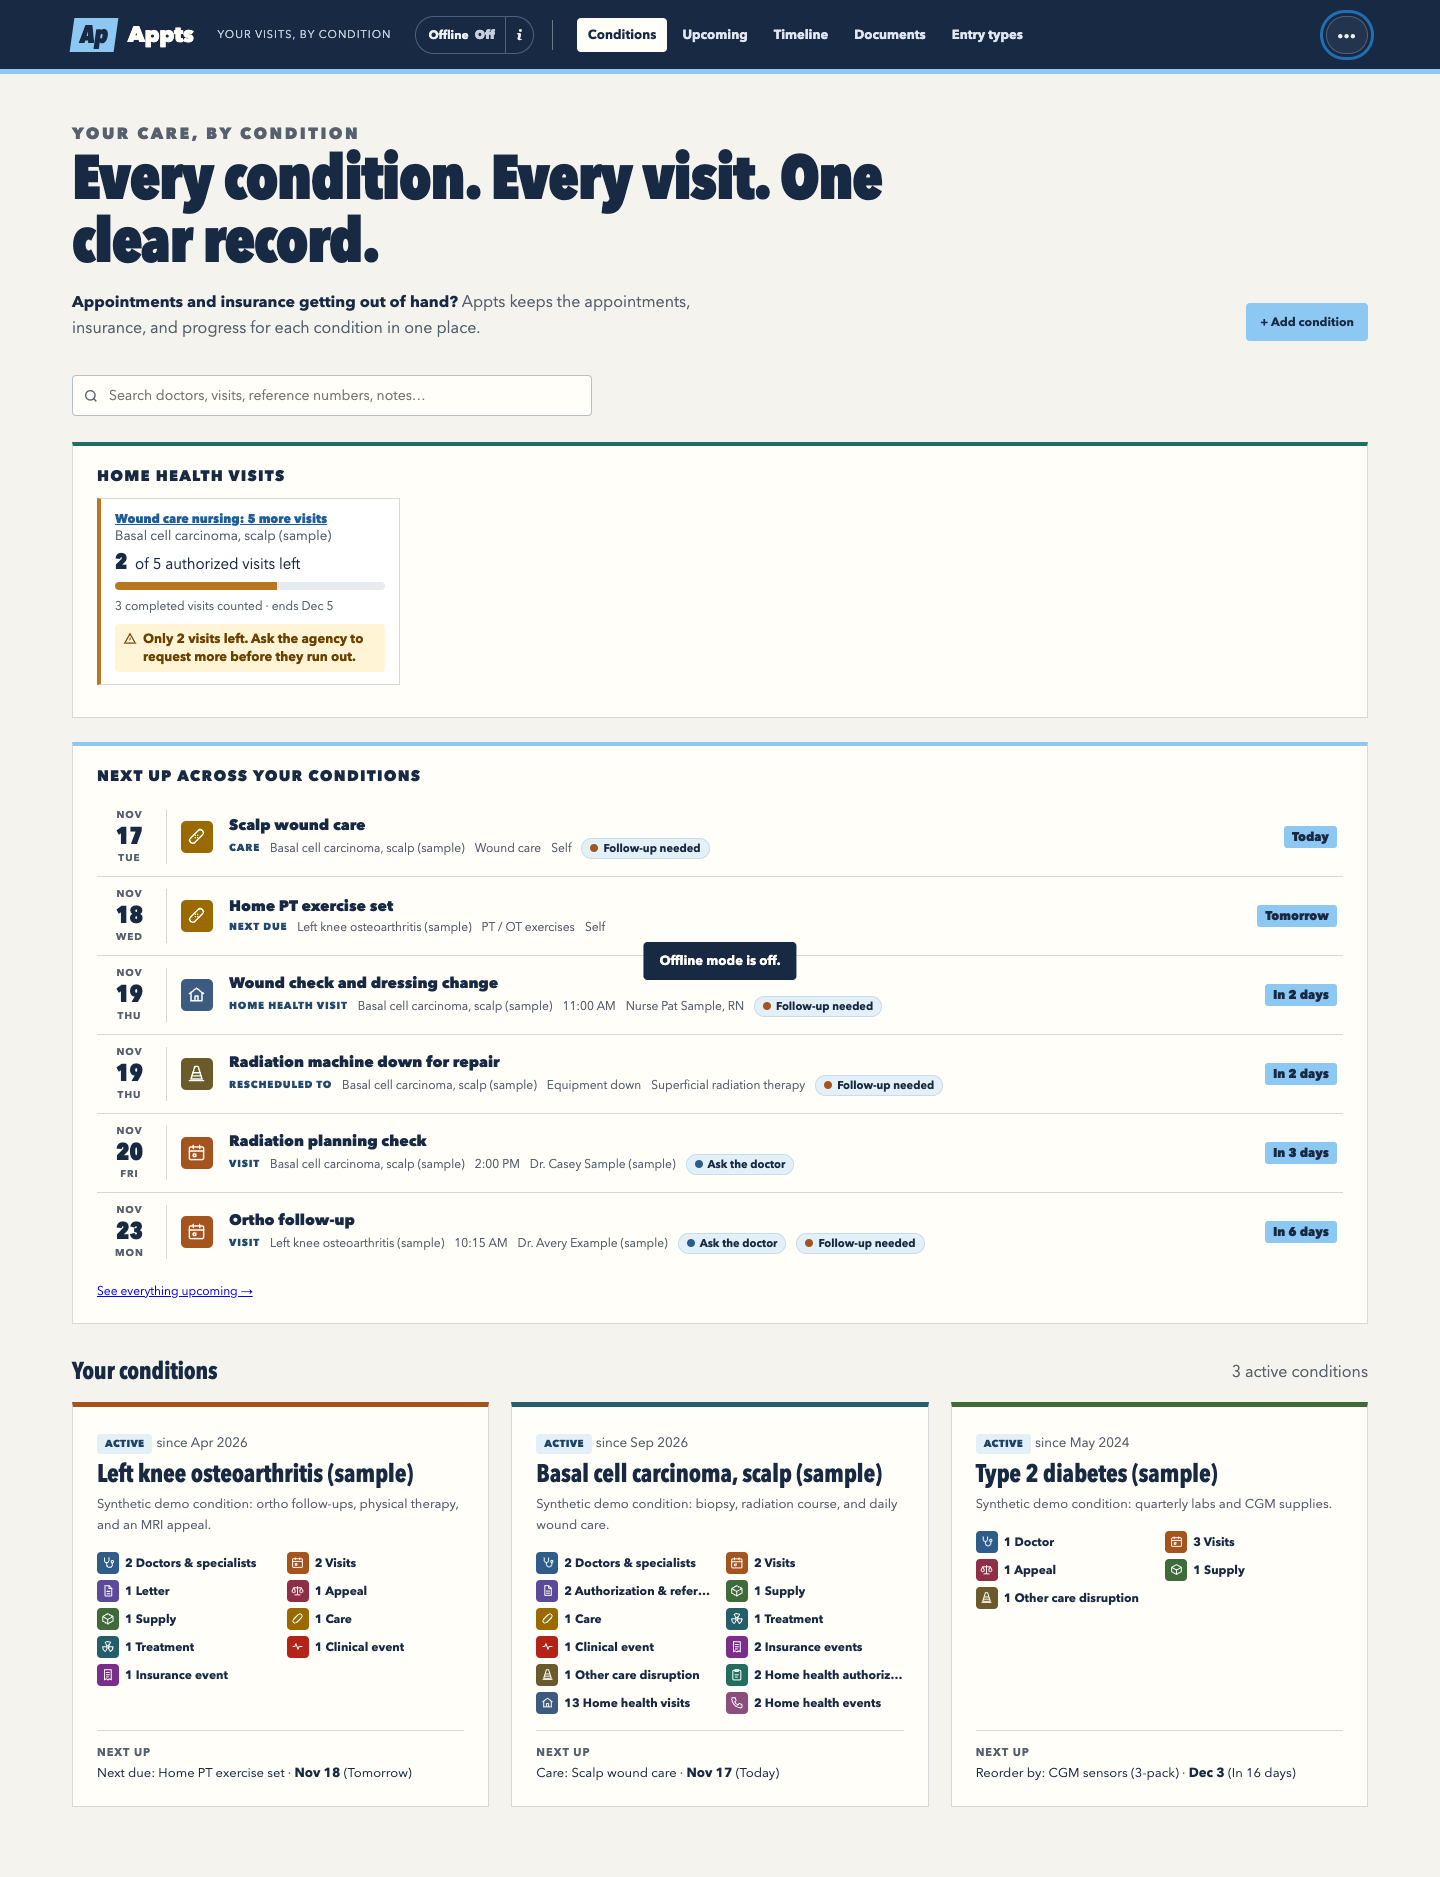 Ap Appts YOUR VISITS, BY CONDITION Offline Off i Conditions Upcoming Timeline Documents Entry types
YOUR CARE, BY CONDITION
Every condition. Every visit. One
clear record.
Appointments and insurance getting out of hand? Appts keeps the appointments,
insurance, and progress for each condition in one place.
+ Add condition
Search doctors, visits, reference numbers, notes…
HOME HEALTH VISITS
Wound care nursing: 5 more visits
Basal cell carcinoma, scalp (sample)
2 of 5 authorized visits left
3 completed visits counted · ends Dec 5
Only 2 visits left. Ask the agency to
request more before they run out.
NEXT UP ACROSS YOUR CONDITIONS
NOV
17
TUE
Scalp wound care
CARE Basal cell carcinoma, scalp (sample) Wound care Self Follow-up needed
Today
NOV
18
WED
Home PT exercise set
NEXT DUE Left knee osteoarthritis (sample) PT / OT exercises Self
Tomorrow
Offline mode is off.
NOV
19
THU
Wound check and dressing change
HOME HEALTH VISIT Basal cell carcinoma, scalp (sample) 11:00 AM Nurse Pat Sample, RN Follow-up needed
In 2 days
NOV
19
THU
Radiation machine down for repair
RESCHEDULED TO Basal cell carcinoma, scalp (sample) Equipment down Superficial radiation therapy Follow-up needed
In 2 days
NOV
20
FRI
Radiation planning check
VISIT Basal cell carcinoma, scalp (sample) 2:00 PM Dr. Casey Sample (sample) Ask the doctor
In 3 days
NOV
23
MON
Ortho follow-up
VISIT Left knee osteoarthritis (sample) 10:15 AM Dr. Avery Example (sample) Ask the doctor Follow-up needed
In 6 days
See everything upcoming →
Your conditions
3 active conditions
ACTIVE since Apr 2026
Left knee osteoarthritis (sample)
Synthetic demo condition: ortho follow-ups, physical therapy,
and an MRI appeal.
2 Doctors & specialists 2 Visits
1 Letter 1 Appeal
1 Supply 1 Care
1 Treatment 1 Clinical event
1 Insurance event
NEXT UP
Next due: Home PT exercise set · Nov 18 (Tomorrow)
ACTIVE since Sep 2026
Basal cell carcinoma, scalp (sample)
Synthetic demo condition: biopsy, radiation course, and daily
wound care.
2 Doctors & specialists 2 Visits
2 Authorization & refer… 1 Supply
1 Care 1 Treatment
1 Clinical event 2 Insurance events
1 Other care disruption 2 Home health authoriz…
13 Home health visits 2 Home health events
NEXT UP
Care: Scalp wound care · Nov 17 (Today)
ACTIVE since May 2024
Type 2 diabetes (sample)
Synthetic demo condition: quarterly labs and CGM supplies.
1 Doctor 3 Visits
1 Appeal 1 Supply
1 Other care disruption
NEXT UP
Reorder by: CGM sensors (3-pack) · Dec 3 (In 16 days)